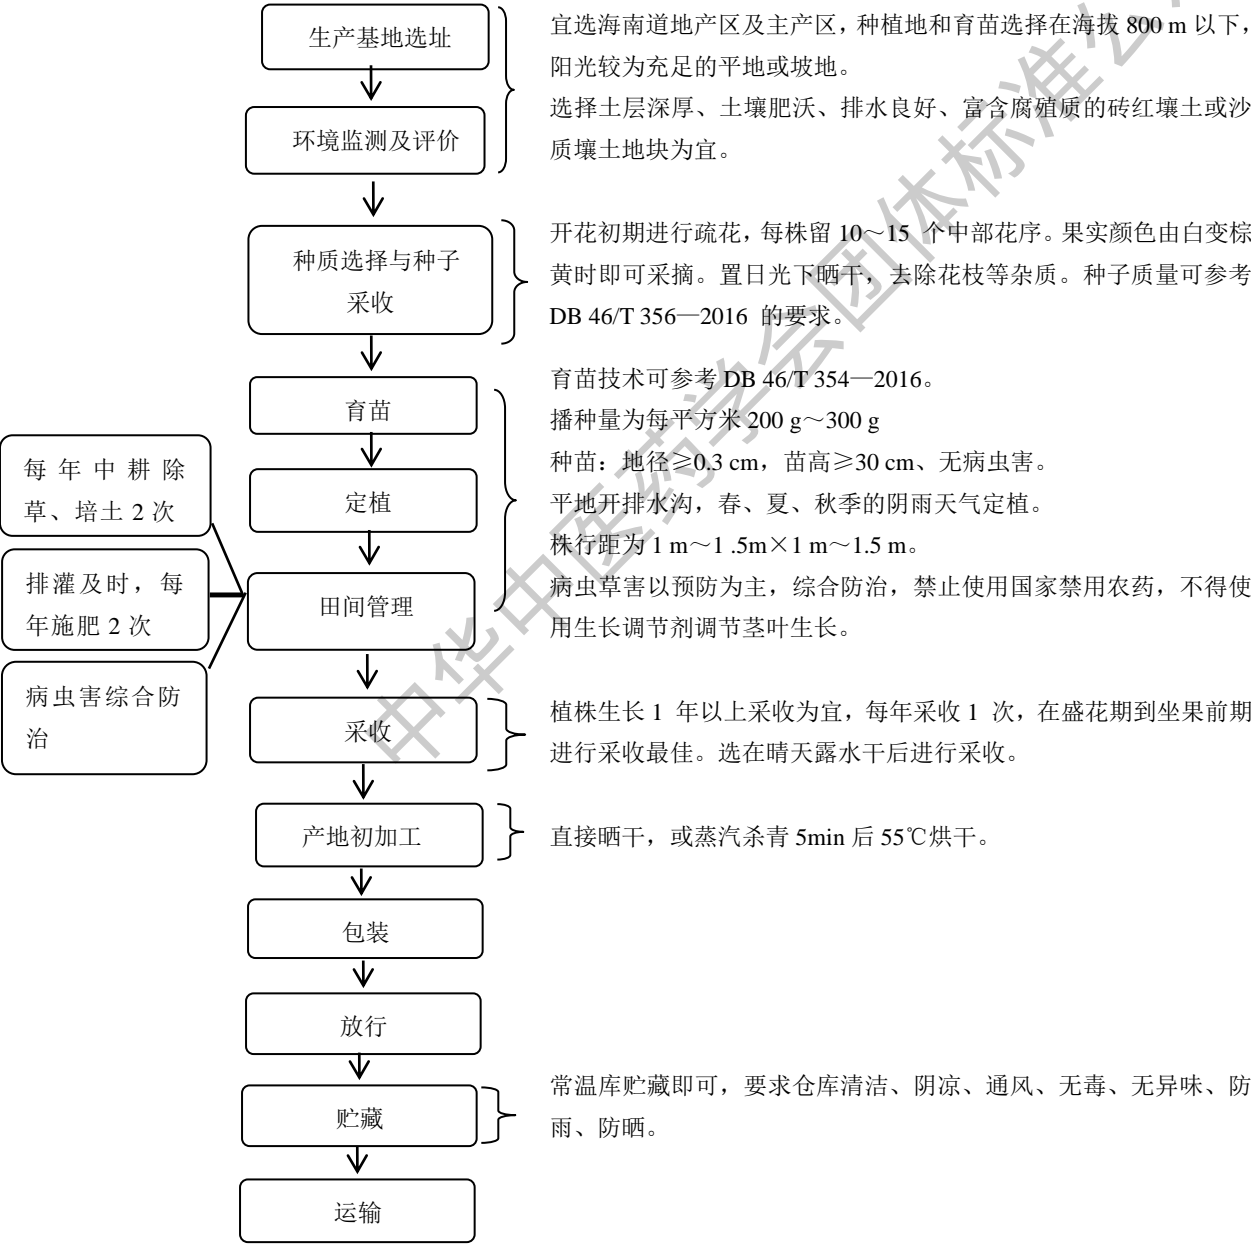 生产基地选址
宜选海南道地产区及主产区，种植地和育苗选择在海拔 800 m 以下，
阳光较为充足的平地或坡地。
环境监测及评价
选择土层深厚、土壤肥沃、排水良好、富含腐殖质的砖红壤土或沙
质壤土地块为宜。
种质选择与种子
采收
开花初期进行疏花，每株留 10～15 个中部花序。果实颜色由白变棕
黄时即可采摘。置日光下晒干，去除花枝等杂质。种子质量可参考
DB 46/T 356—2016 的要求。
育苗
育苗技术可参考 DB 46/T 354—2016。
播种量为每平方米 200 g～300 g
种苗：地径≥0.3 cm，苗高≥30 cm、无病虫害。
定植
平地开排水沟，春、夏、秋季的阴雨天气定植。
株行距为 1 m～1 .5m×1 m～1.5 m。
田间管理
病虫草害以预防为主，综合防治，禁止使用国家禁用农药，不得使
用生长调节剂调节茎叶生长。
每年中耕除
草、培土 2 次
排灌及时，每
年施肥 2 次
病虫害综合防
治
采收
植株生长 1 年以上采收为宜，每年采收 1 次，在盛花期到坐果前期
进行采收最佳。选在晴天露水干后进行采收。
产地初加工
直接晒干，或蒸汽杀青 5min 后 55℃烘干。
包装
放行
贮藏
常温库贮藏即可，要求仓库清洁、阴凉、通风、无毒、无异味、防
雨、防晒。
运输
中华中医药学会团体标准公